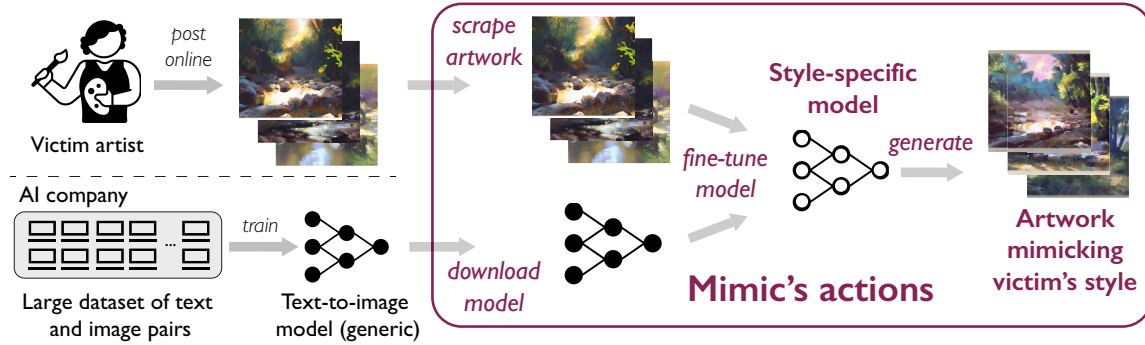 post
online
Victim artist
scrape
artwork
Style-specific
model
fine-tune
model
generate
Artwork
mimicking
victim's style
AI company
...
train
Large dataset of text
and image pairs
Text-to-image
model (generic)
download
model
Mimic's actions